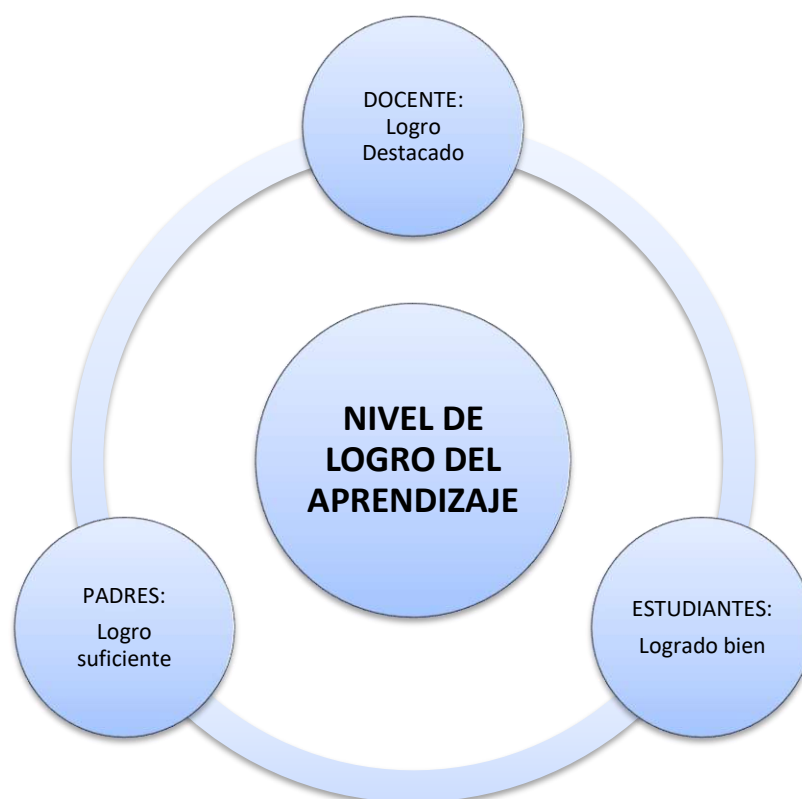 DOCENTE:
Logro
Destacado
NIVEL DE
LOGRO DEL
APRENDIZAJE
PADRES:
Logro
suficiente
ESTUDIANTES:
Logrado bien